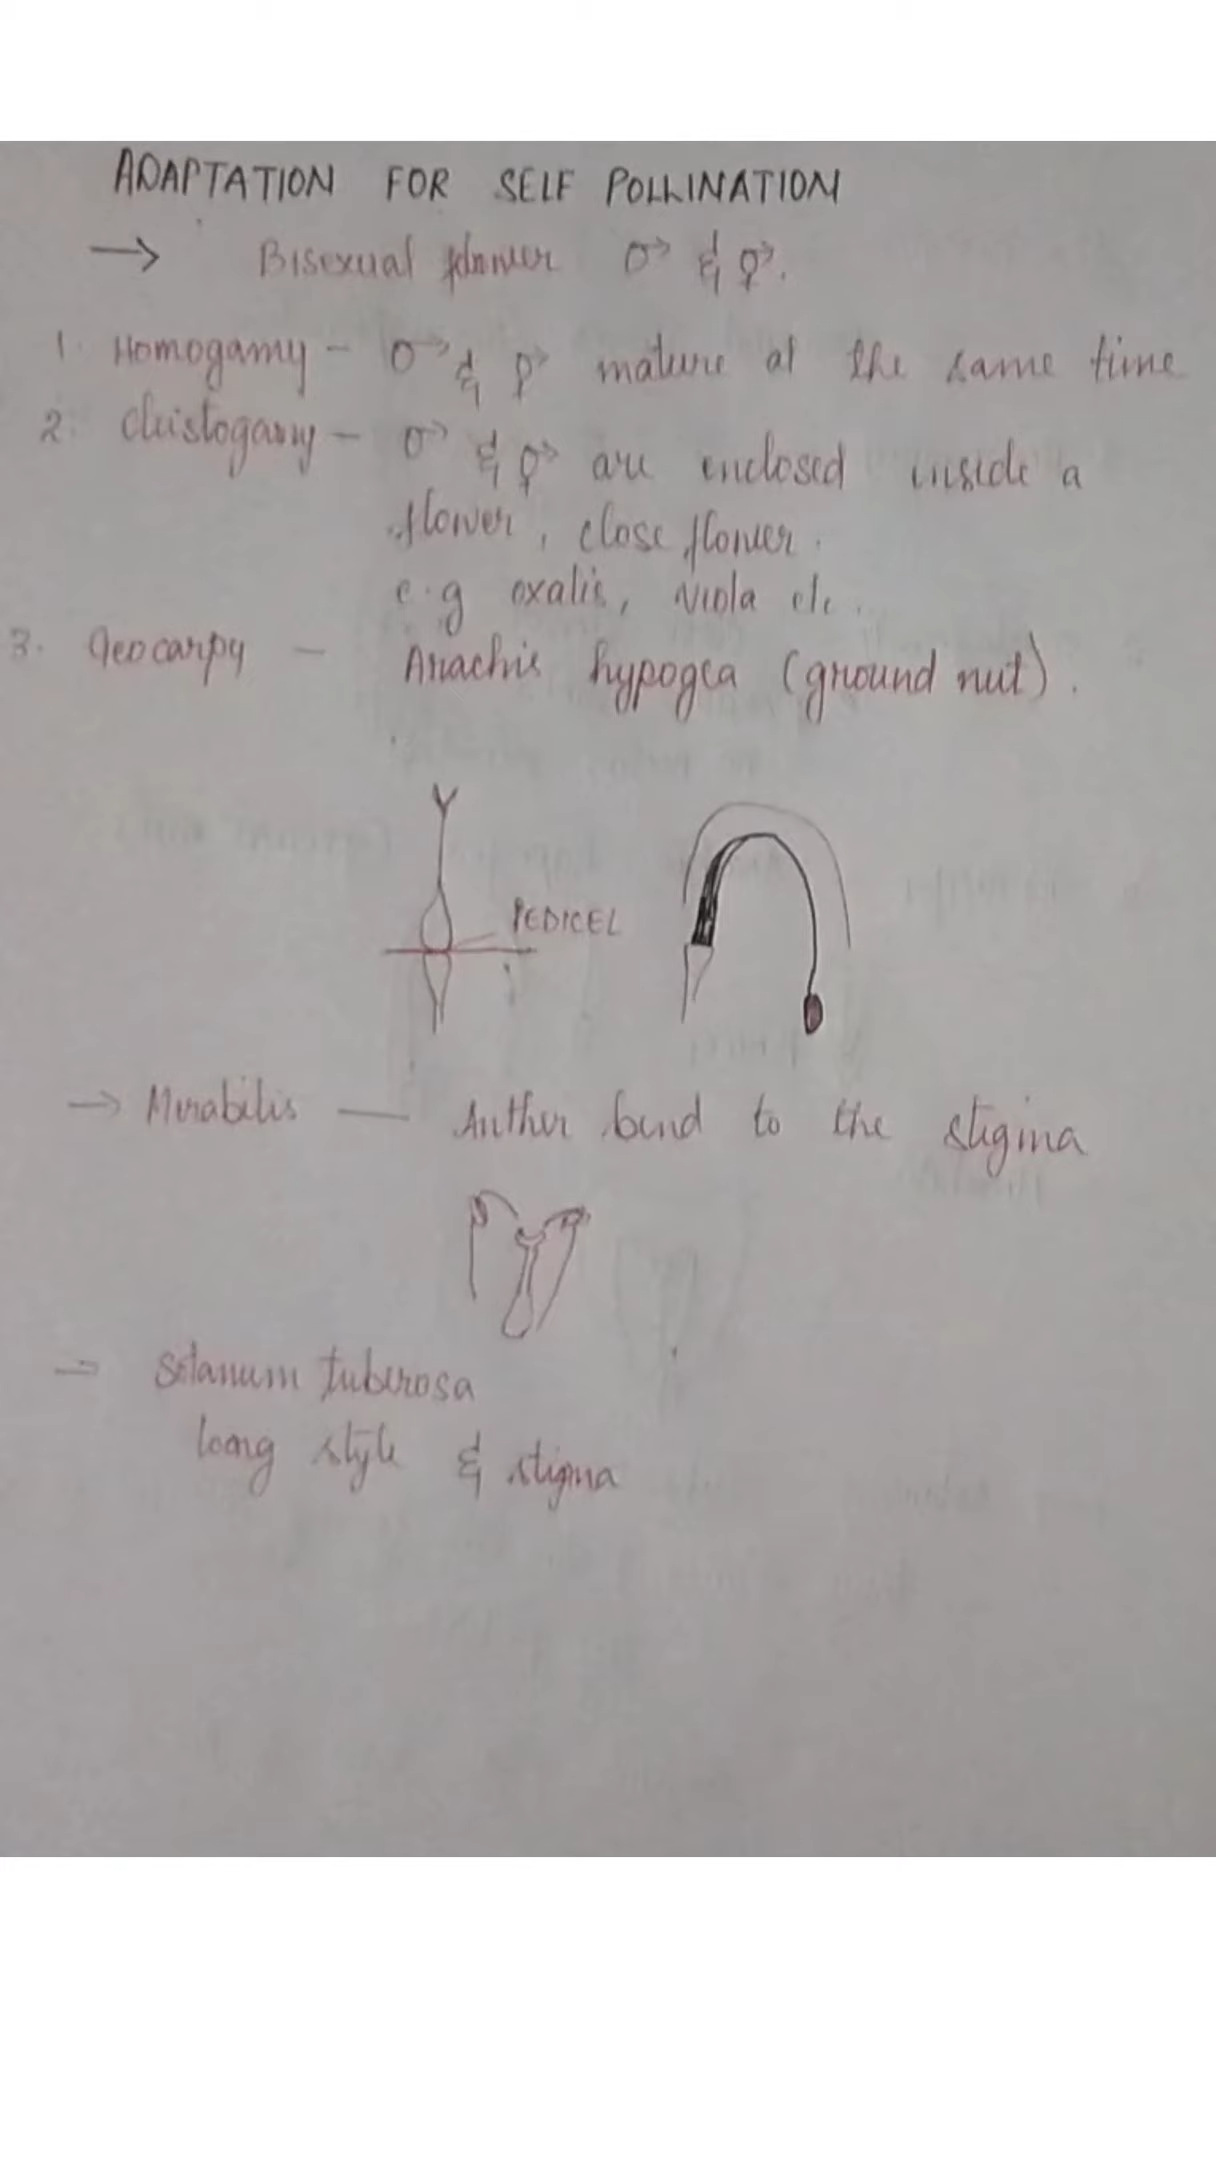 ADAPTATION FOR SELF POLLINATION
→ Bisexual flower ♂ & ♀.
1. Homogamy - ♂ & ♀ mature at the same time
2. Cleistogamy - ♂ & ♀ are enclosed inside a
flower, close flower.
e.g oxalis, viola etc.
3. Geocarpy - Arachis hypogea (ground nut).
PEDICEL
→ Mirabilis — Anther bend to the stigma
→ Solanum tuberosa
long style & stigma